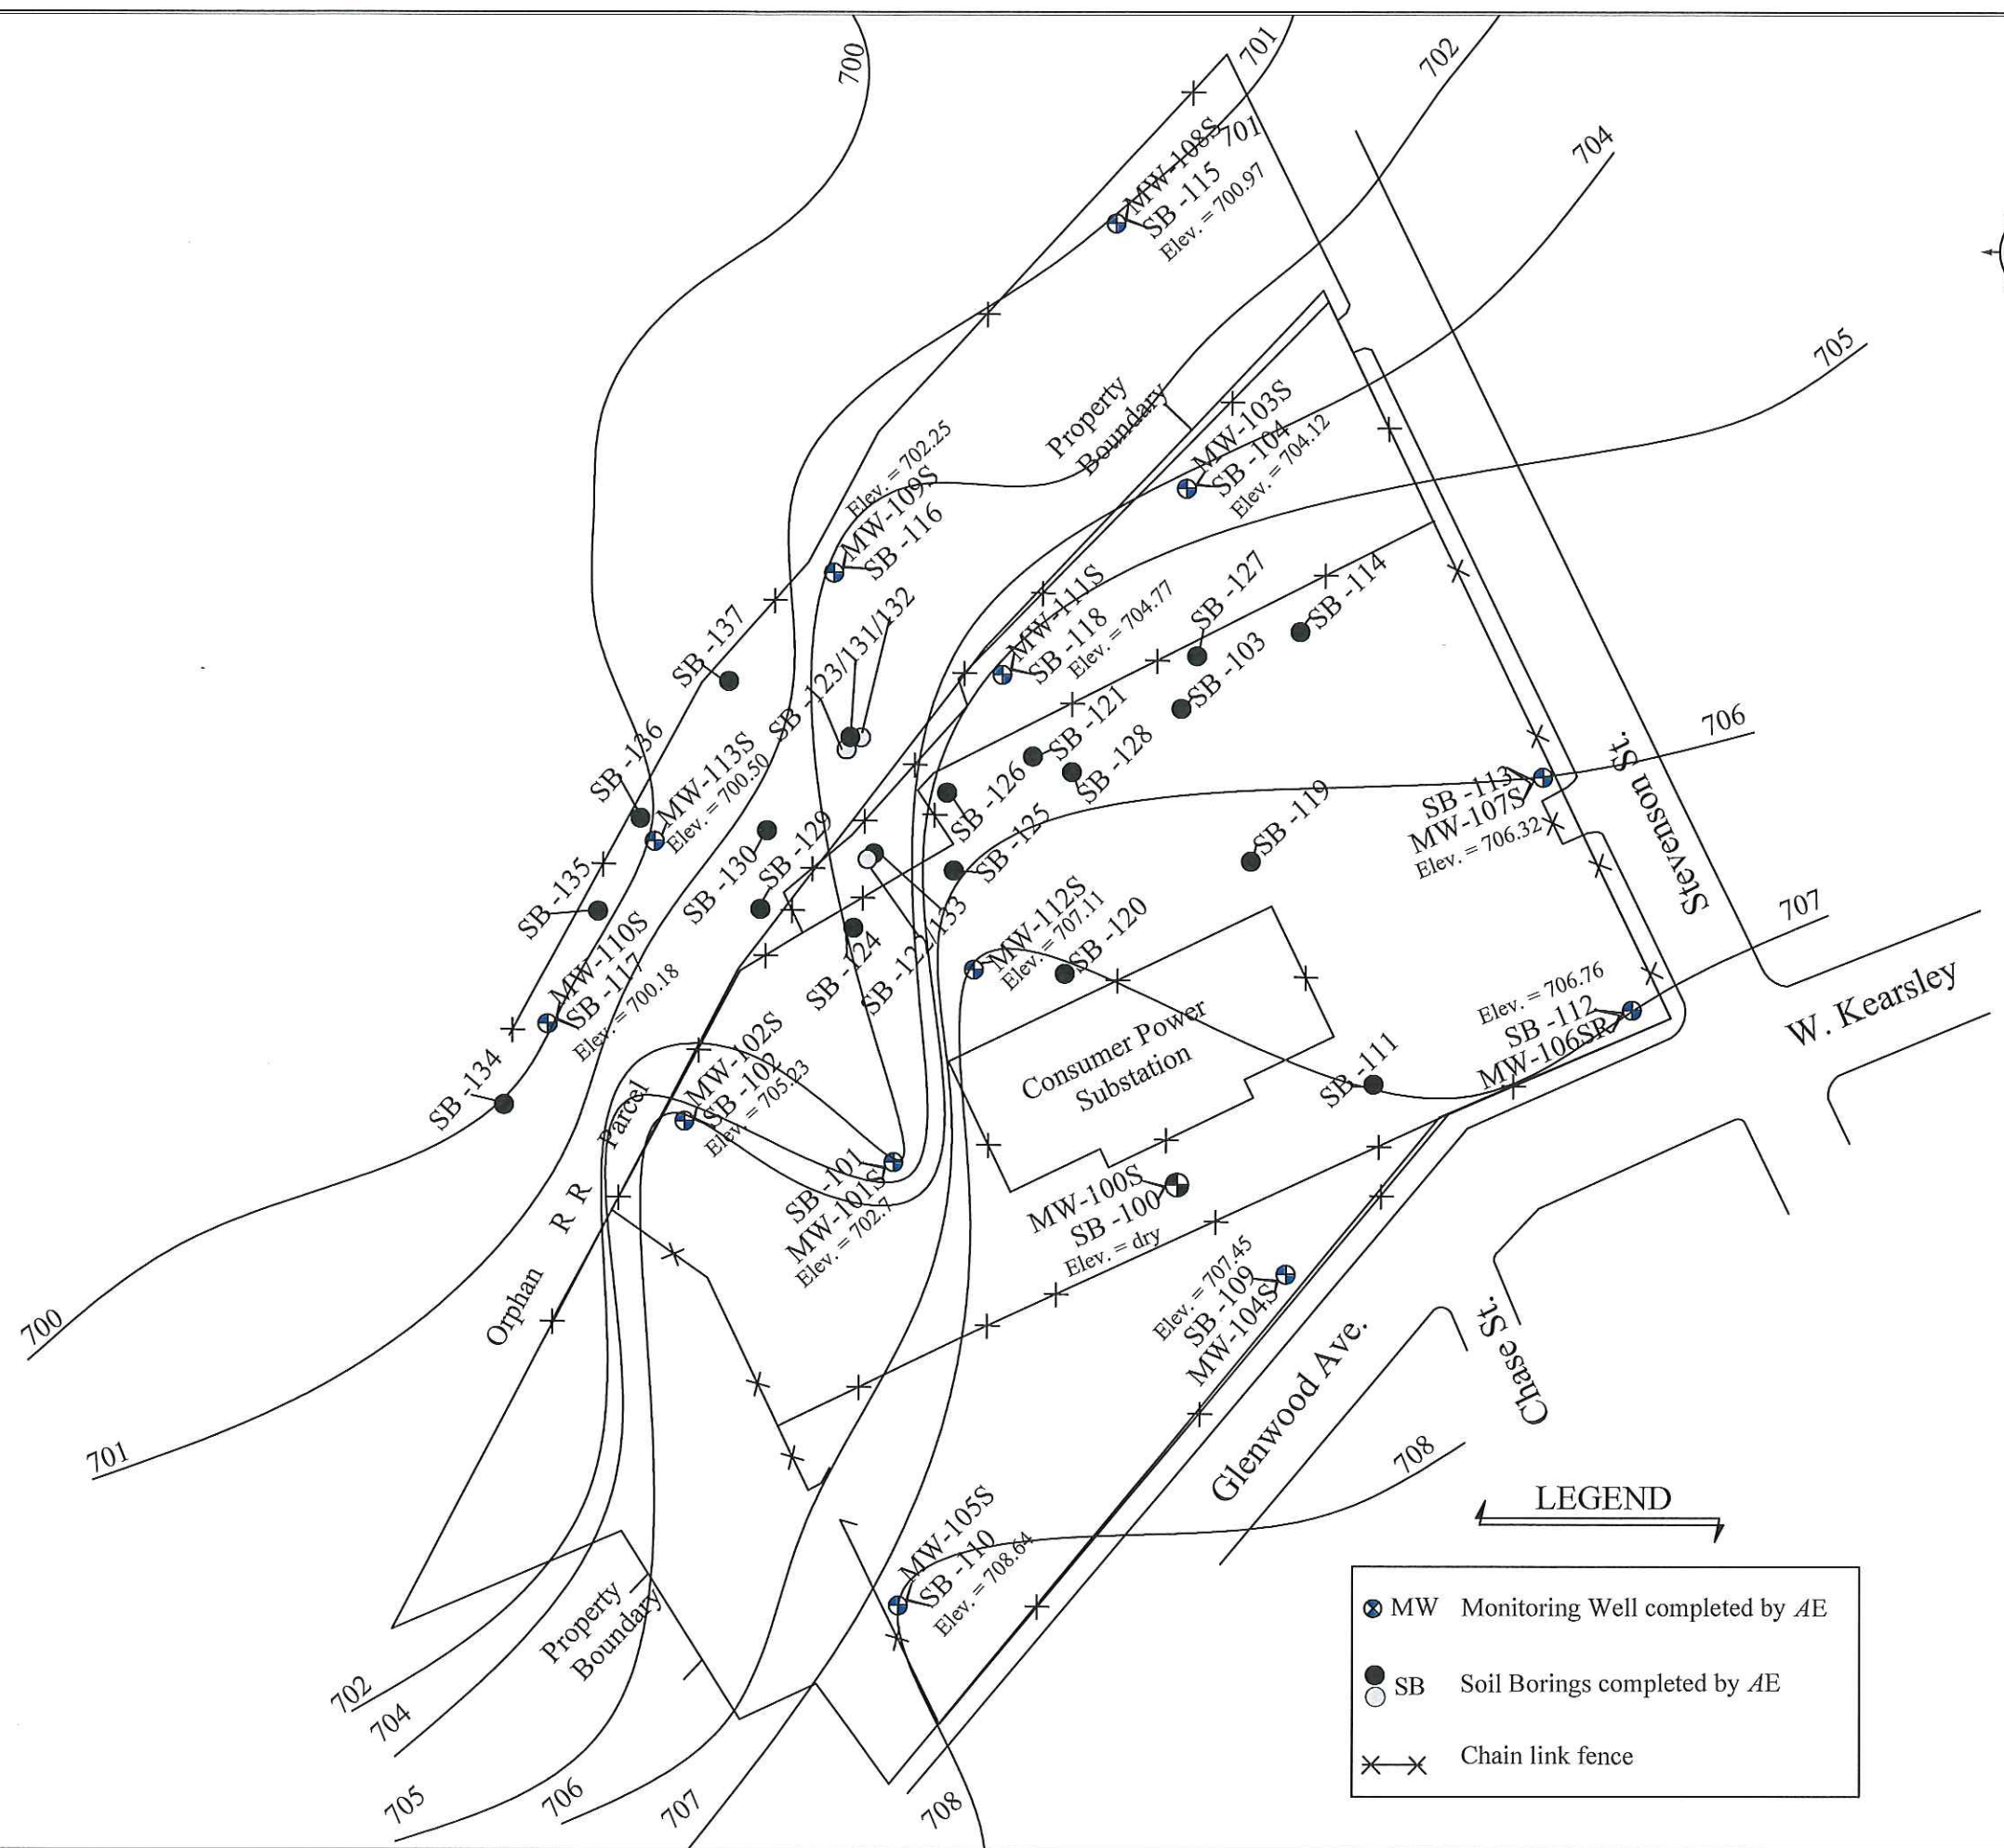 700
701
702
704
705
706
707
MW-108S
701
SB -115
Elev. = 700.97
Property
Boundary
MW-103S
SB -104
Elev. = 704.12
Elev. = 702.25
MW-109S
SB -116
SB -123/131/132
MW-111S
SB -118
Elev. = 704.77
SB -127
SB -114
SB -103
SB -121
SB -128
SB -126
SB -125
SB -119
SB -137
SB -136
MW-113S
Elev. = 700.50
SB -130
SB -129
SB -135
MW-110S
SB -117
Elev. = 700.18
SB -134
SB -124
SB -122/133
MW-112S
Elev. = 707.11
SB -120
SB -113
MW-107S
Elev. = 706.32
Stevenson St.
Elev. = 706.76
SB -112
MW-106SR
W. Kearsley
Consumer Power
Substation
SB -111
MW-102S
SB -102
Elev. = 705.23
Orphan R R Parcel
SB -101
MW-101S
Elev. = 702.7
MW-100S
SB -100
Elev. = dry
Elev. = 707.45
SB -109
MW-104S
Glenwood Ave.
Chase St.
700
701
708
MW-105S
SB -110
Elev. = 708.64
Property
Boundary
702
704
705
706
707
708
LEGEND
MW Monitoring Well completed by AE
SB Soil Borings completed by AE
Chain link fence